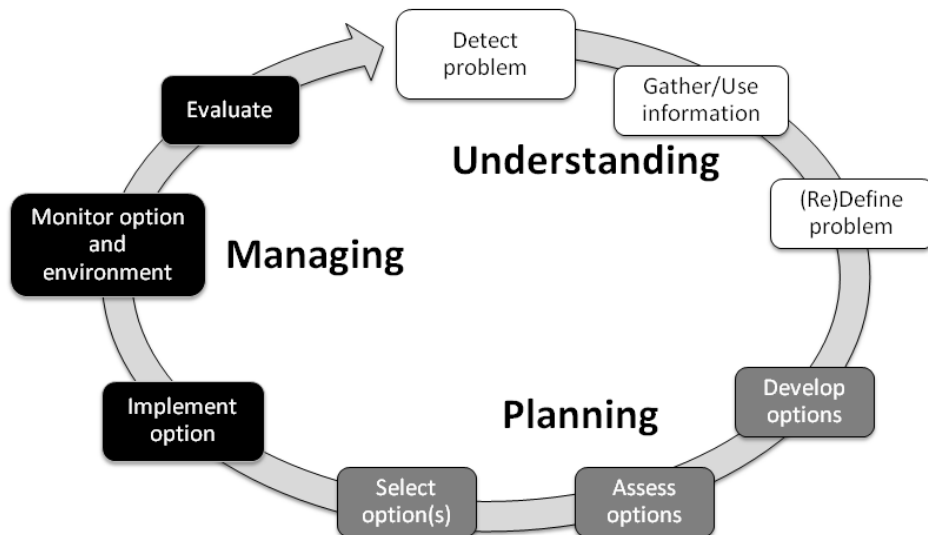 Detect
problem
Gather/Use
information
Understanding
(Re)Define
problem
Develop
options
Planning
Assess
options
Select
option(s)
Implement
option
Managing
Monitor option
and
environment
Evaluate